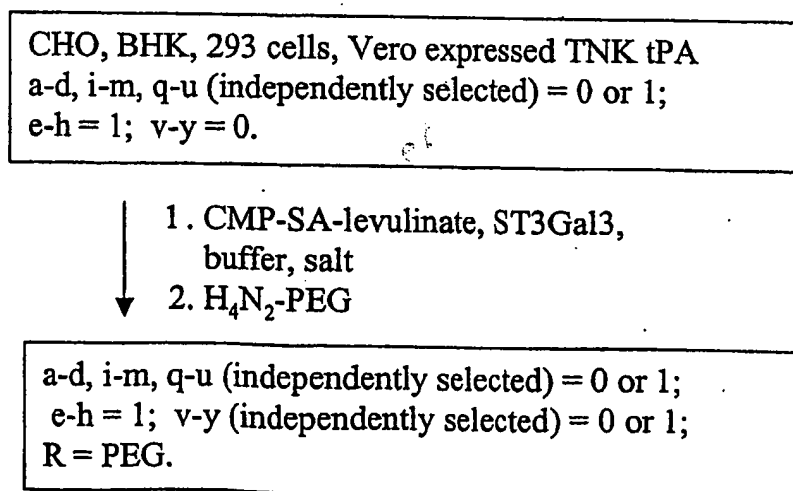 CHO, BHK, 293 cells, Vero expressed TNK tPA
a-d, i-m, q-u (independently selected) = 0 or 1;
e-h = 1; v-y = 0.
1. CMP-SA-levulinate, ST3Gal3,
buffer, salt
2. H₄N₂-PEG
a-d, i-m, q-u (independently selected) = 0 or 1;
e-h = 1; v-y (independently selected) = 0 or 1;
R = PEG.